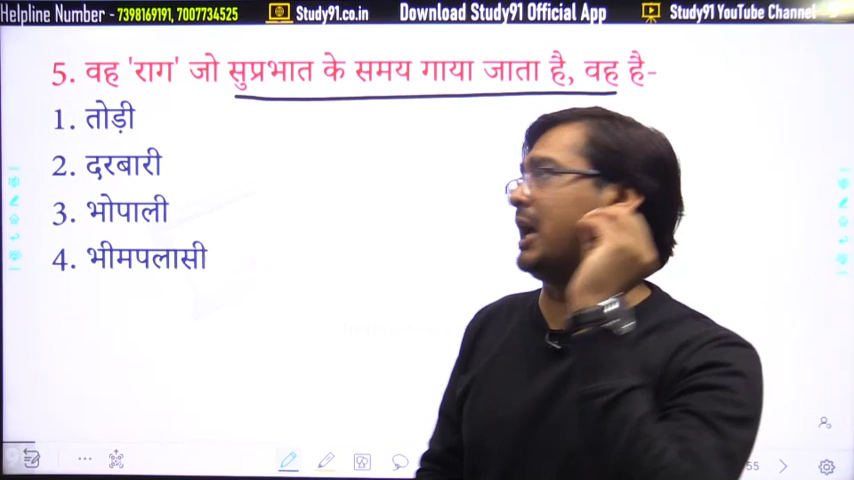 Helpline Number - 7398169191, 7007734525 Study91.co.in Download Study91 Official App Study91 YouTube Channel
5. वह 'राग' जो सुप्रभात के समय गाया जाता है, वह है-
1. तोड़ी
2. दरबारी
3. भोपाली
4. भीमपलासी
55